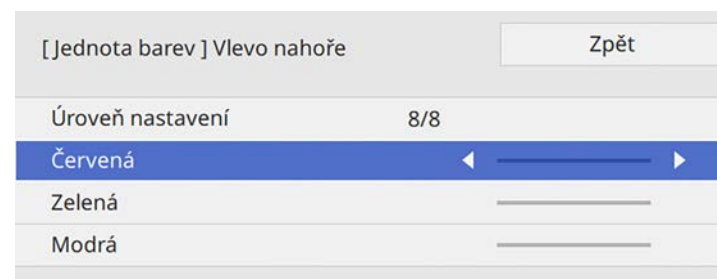 [ Jednota barev ] Vlevo nahoře
Zpět
Úroveň nastavení 8/8
Červená
Zelená
Modrá